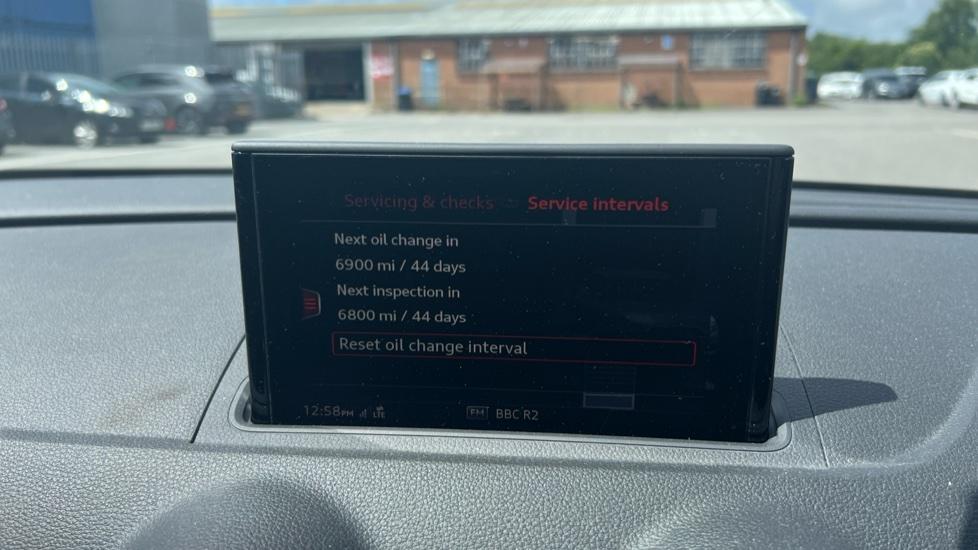 Servicing & checks Service intervals
Next oil change in
6900 mi / 44 days
Next inspection in
6800 mi / 44 days
Reset oil change interval
12:58PM LTE FM BBC R2